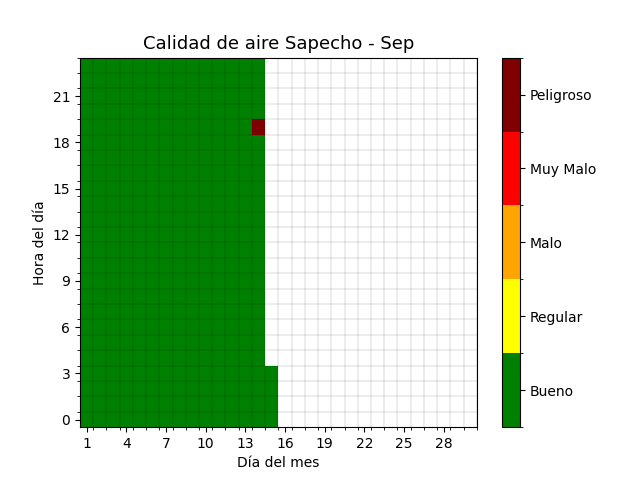 Calidad de aire Sapecho - Sep
Hora del día
21
18
15
12
9
6
3
0
1 4 7 10 13 16 19 22 25 28
Día del mes
Peligroso
Muy Malo
Malo
Regular
Bueno